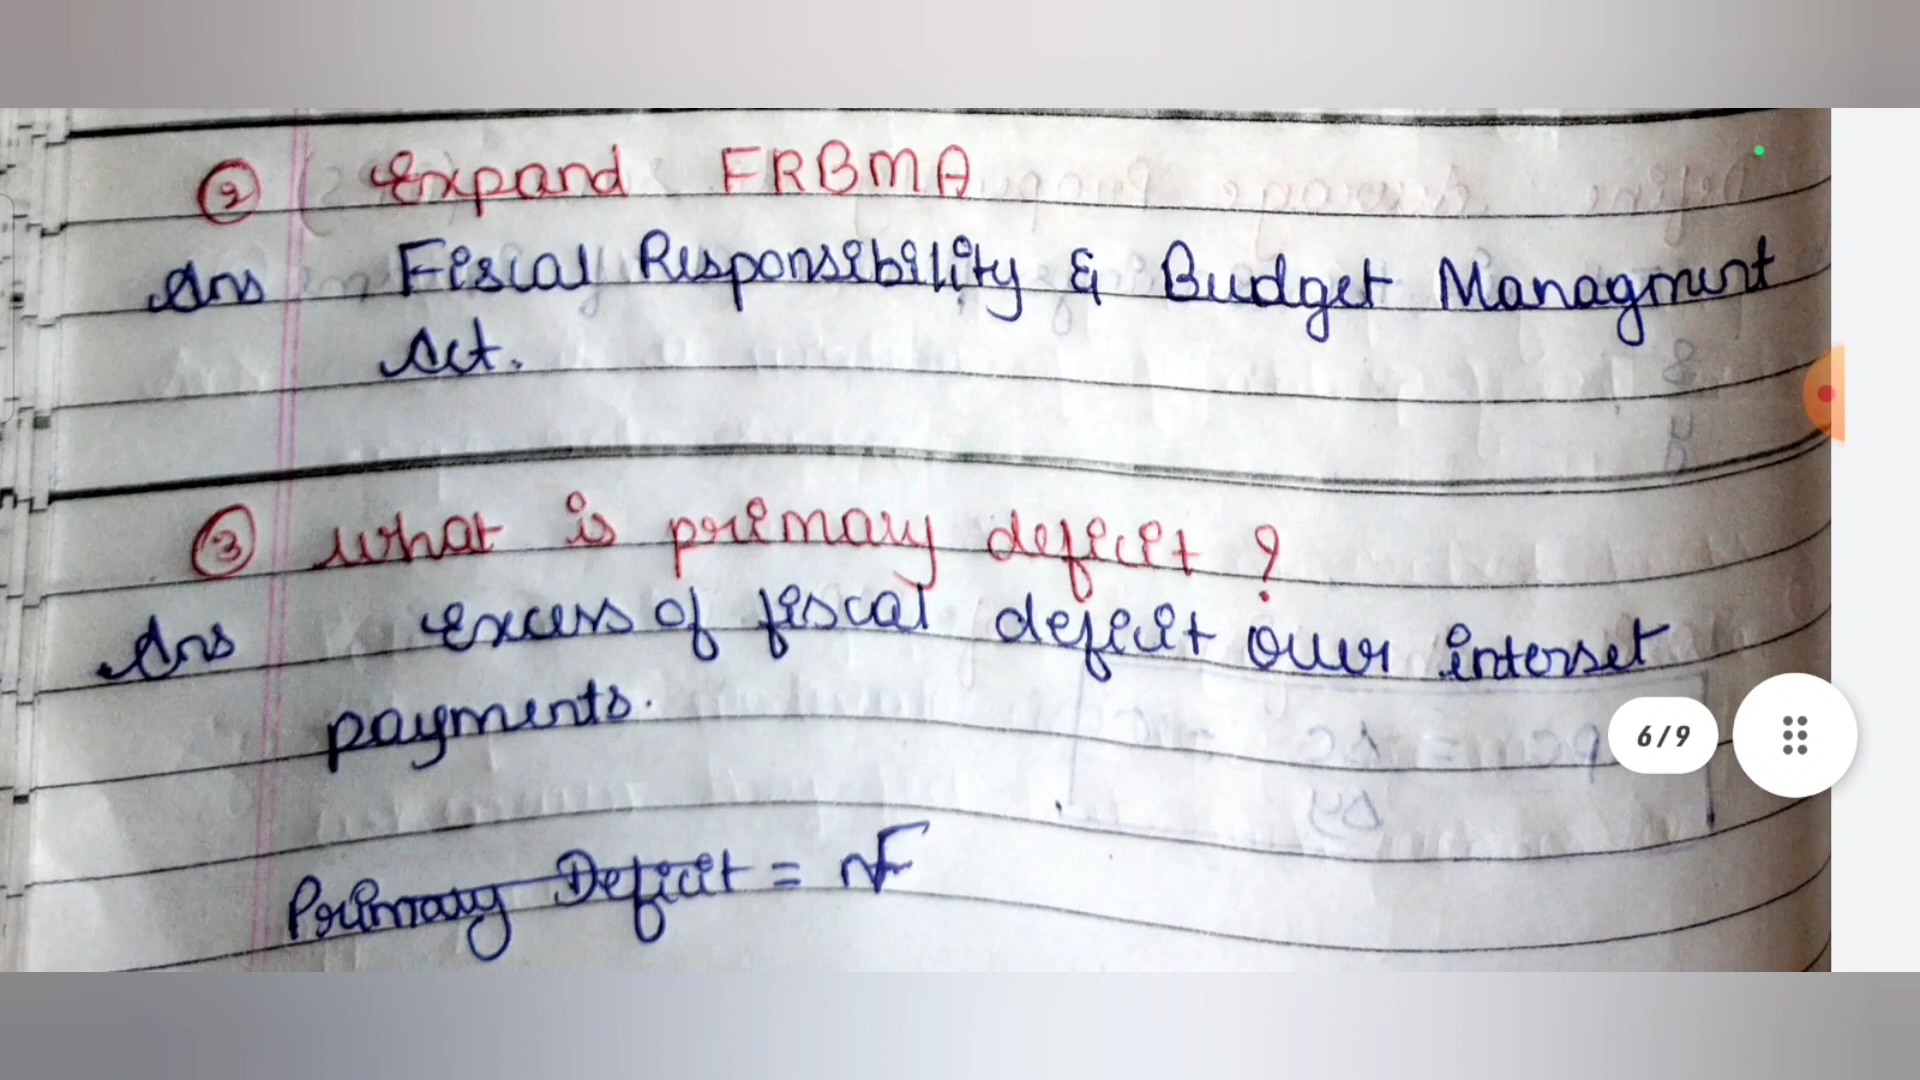 ② Expand FRBMA
Ans Fiscal Responsibility & Budget Managment
Act.
③ What is primary deficit ?
Ans excess of fiscal deficit over interset
payments.
6/9
Primary Deficit =